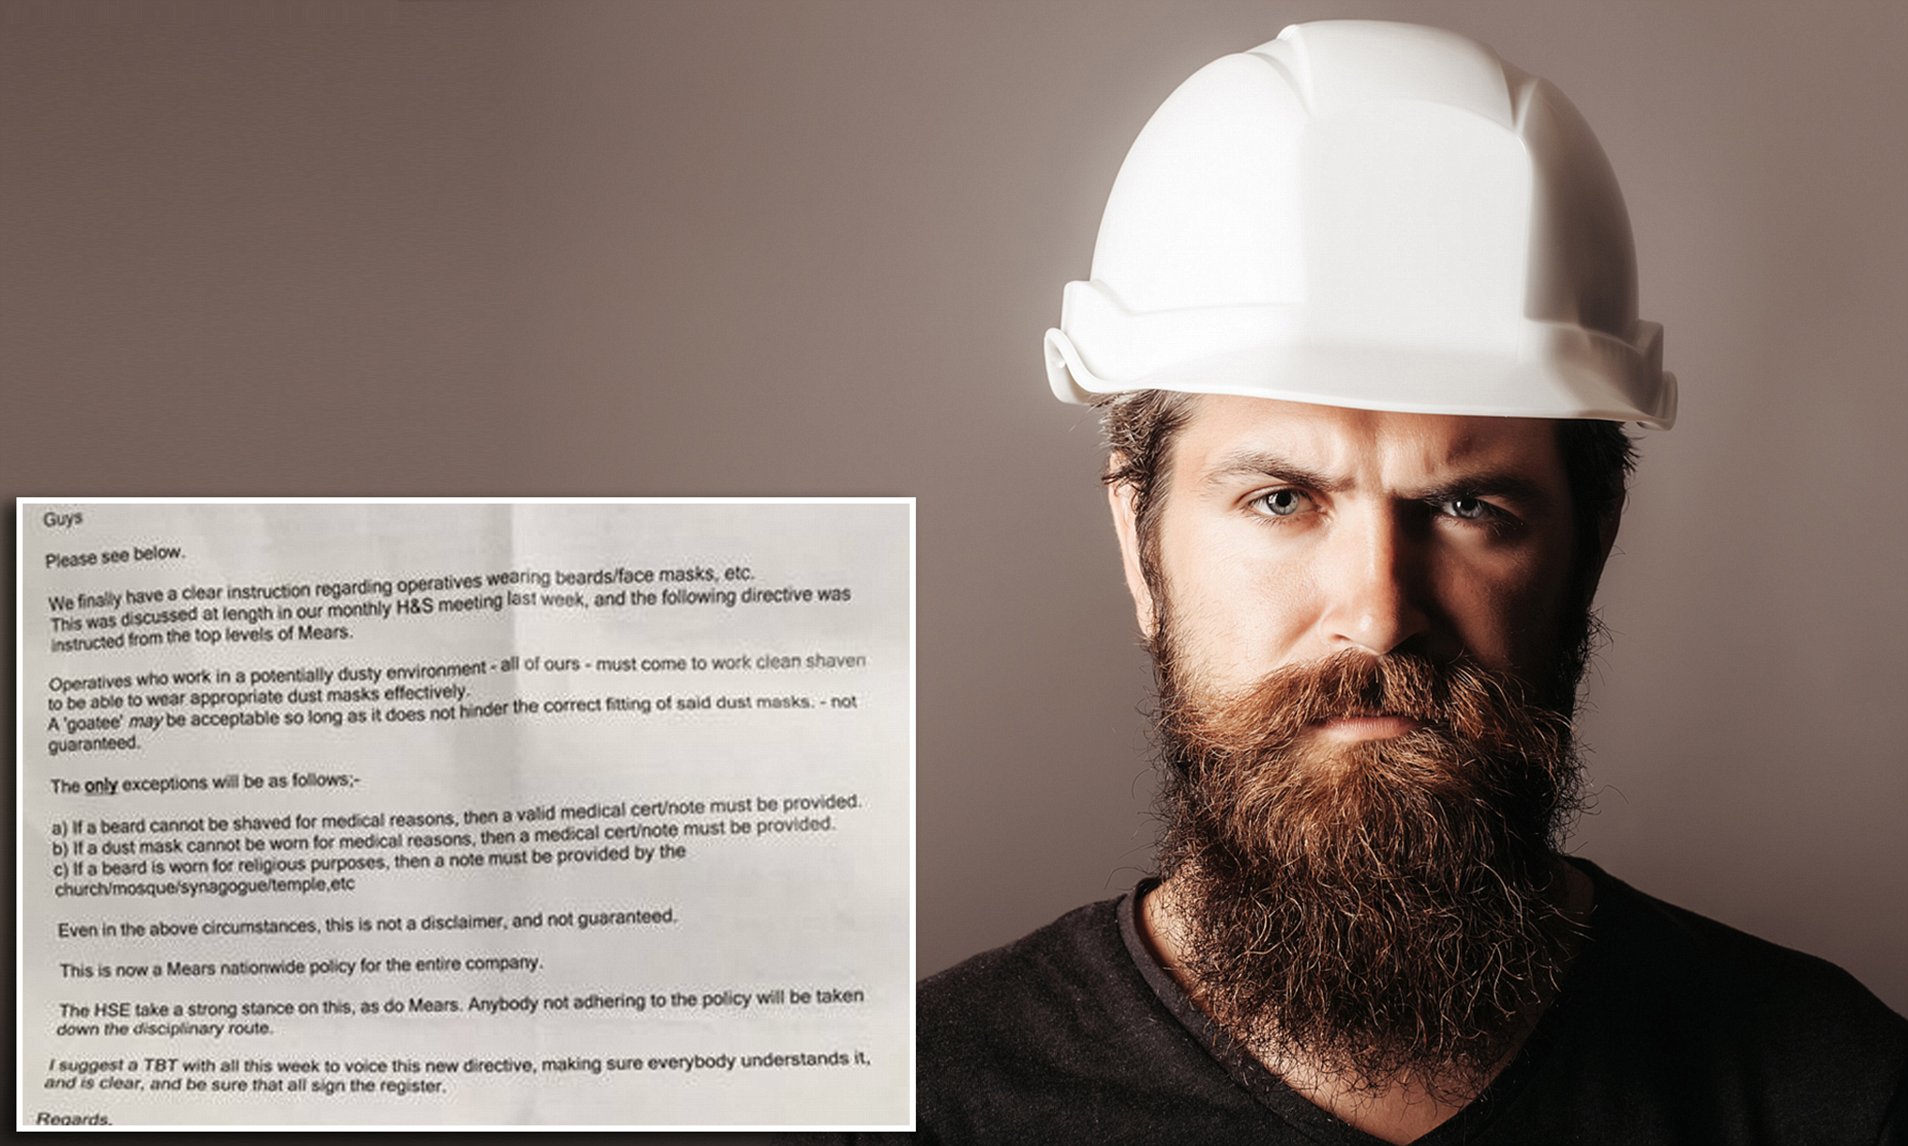 Guys
Please see below.
We finally have a clear instruction regarding operatives wearing beards/face masks, etc.
This was discussed at length in our monthly H&S meeting last week, and the following directive was
instructed from the top levels of Mears.
Operatives who work in a potentially dusty environment - all of ours - must come to work clean shaven
to be able to wear appropriate dust masks effectively.
A 'goatee' may be acceptable so long as it does not hinder the correct fitting of said dust masks. - not
guaranteed.
The only exceptions will be as follows;-
a) If a beard cannot be shaved for medical reasons, then a valid medical cert/note must be provided.
b) If a dust mask cannot be worn for medical reasons, then a medical cert/note must be provided.
c) If a beard is worn for religious purposes, then a note must be provided by the
church/mosque/synagogue/temple,etc
Even in the above circumstances, this is not a disclaimer, and not guaranteed.
This is now a Mears nationwide policy for the entire company.
The HSE take a strong stance on this, as do Mears. Anybody not adhering to the policy will be taken
down the disciplinary route.
I suggest a TBT with all this week to voice this new directive, making sure everybody understands it,
and is clear, and be sure that all sign the register.
Regards,